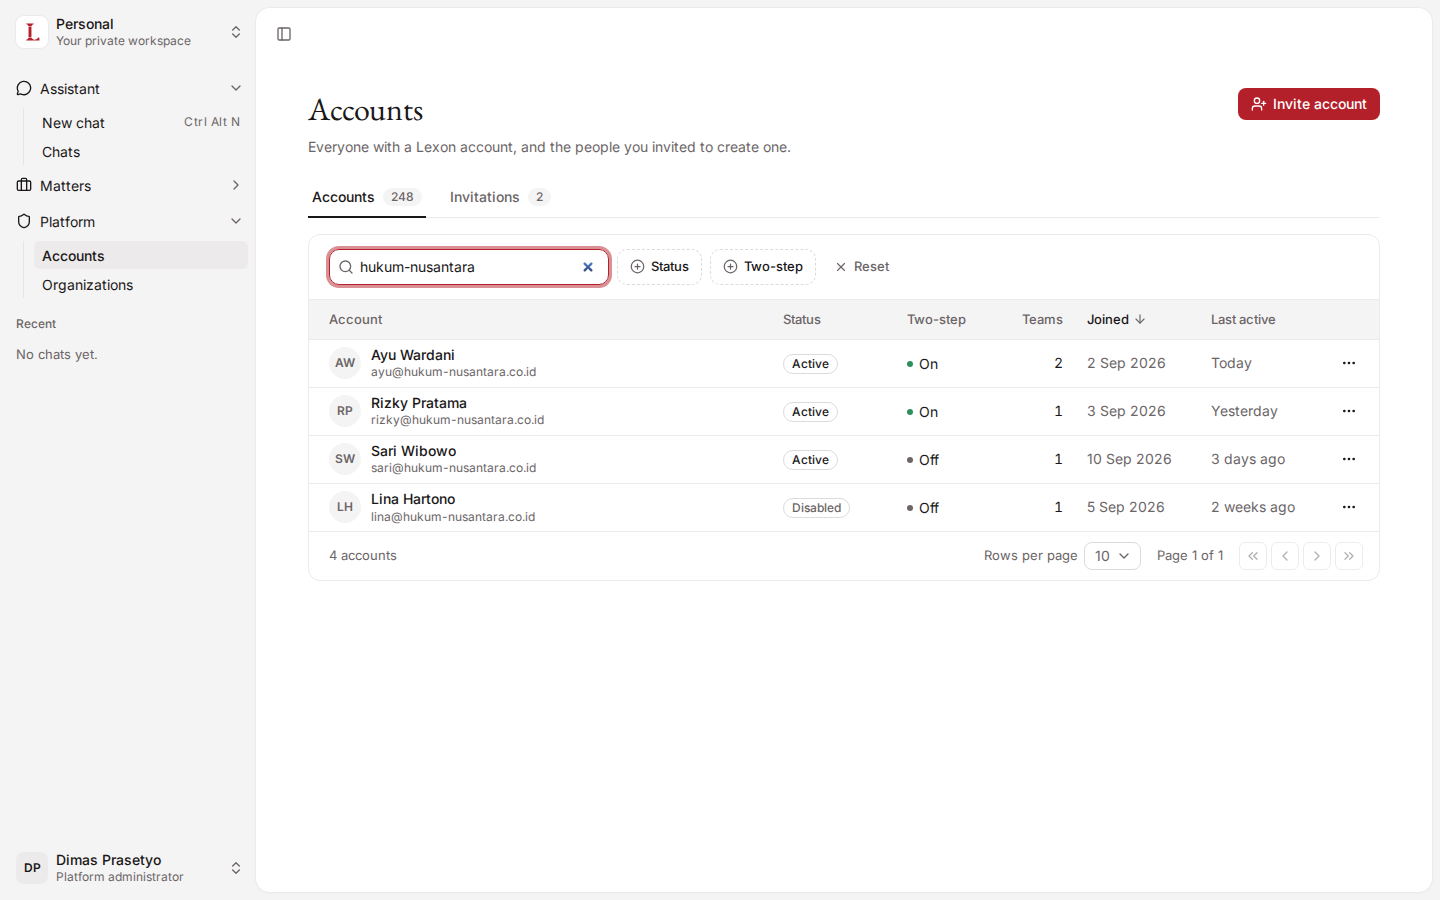 L
Personal
Your private workspace
Assistant
New chat Ctrl Alt N
Chats
Matters
Platform
Accounts
Organizations
Recent
No chats yet.
DP
Dimas Prasetyo
Platform administrator
Accounts
Invite account
Everyone with a Lexon account, and the people you invited to create one.
Accounts 248 Invitations 2
hukum-nusantara Status Two-step Reset
Account Status Two-step Teams Joined Last active
AW Ayu Wardani Active On 2 2 Sep 2026 Today
ayu@hukum-nusantara.co.id
RP Rizky Pratama Active On 1 3 Sep 2026 Yesterday
rizky@hukum-nusantara.co.id
SW Sari Wibowo Active Off 1 10 Sep 2026 3 days ago
sari@hukum-nusantara.co.id
LH Lina Hartono Disabled Off 1 5 Sep 2026 2 weeks ago
lina@hukum-nusantara.co.id
4 accounts Rows per page 10 Page 1 of 1